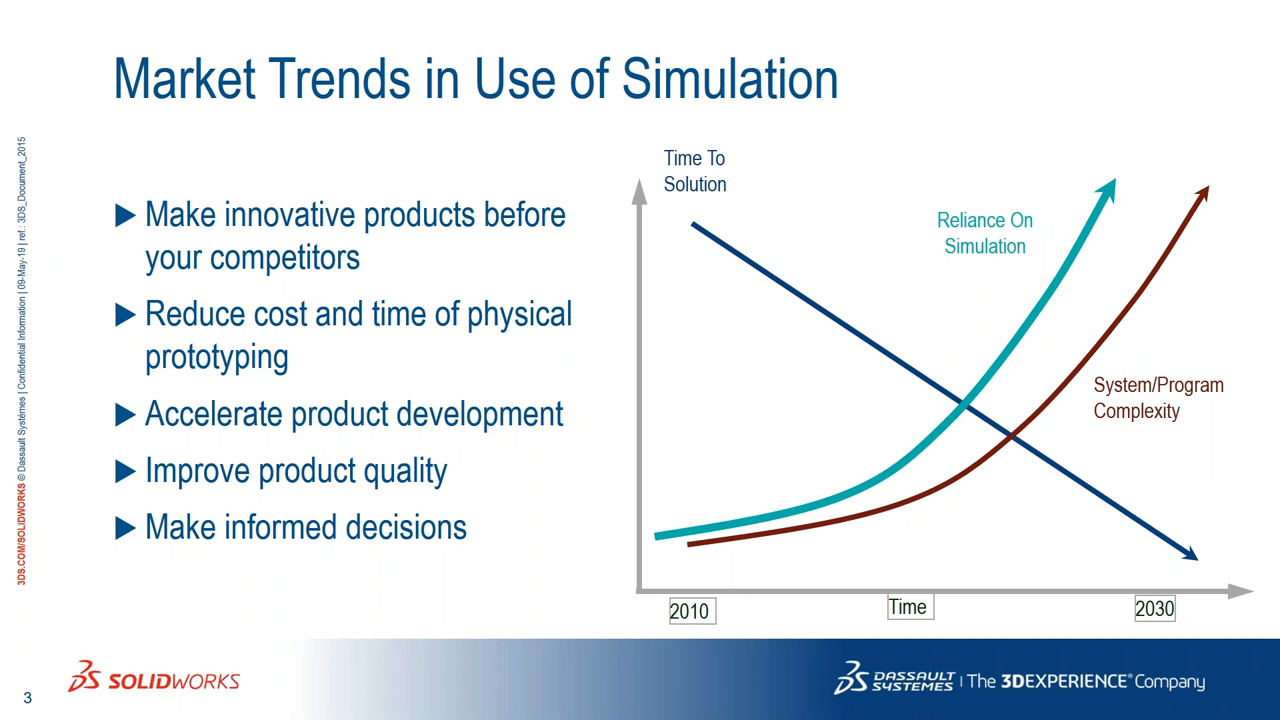 Market Trends in Use of Simulation
3DS.COM/SOLIDWORKS © Dassault Systèmes | Confidential Information | 09-May-19 | ref.: 3DS_Document_2015
Make innovative products before
your competitors
Reduce cost and time of physical
prototyping
Accelerate product development
Improve product quality
Make informed decisions
Time To
Solution
Reliance On
Simulation
System/Program
Complexity
2010
Time
2030
3
SOLIDWORKS
DASSAULT
SYSTEMES
The 3DEXPERIENCE® Company